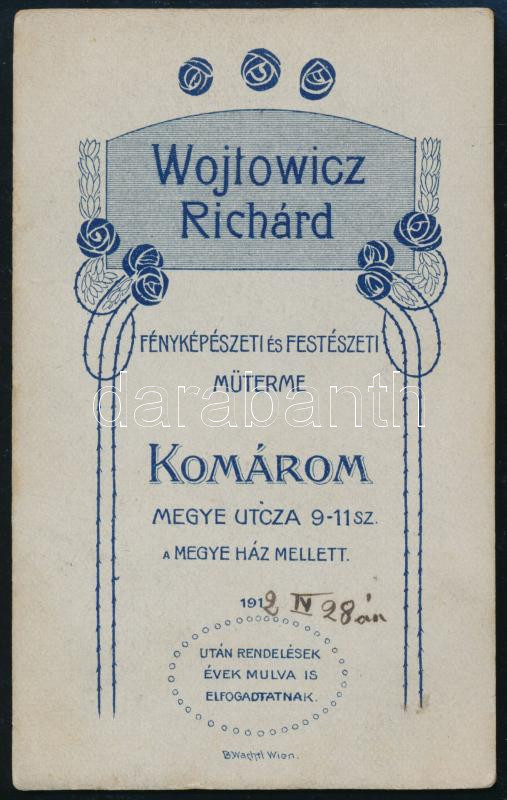 Wojtowicz
Richárd
FÉNYKÉPÉSZETI ÉS FESTÉSZETI
MÜTERME
darabanth
KOMÁROM
MEGYE UTCZA 9-11 SZ.
A MEGYE HÁZ MELLETT.
1912 IV 28án
UTÁN RENDELÉSEK
ÉVEK MULVA IS
ELFOGADTATNAK.
B.Wachtl Wien.